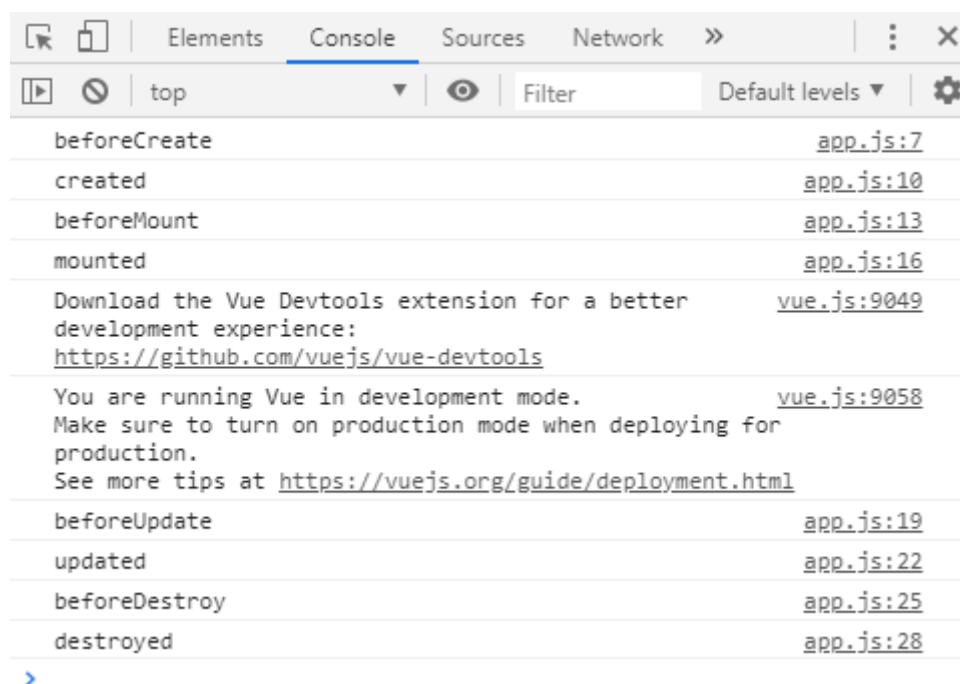 Elements Console Sources Network »
top Filter Default levels
beforeCreate app.js:7
created app.js:10
beforeMount app.js:13
mounted app.js:16
Download the Vue Devtools extension for a better vue.js:9049
development experience:
https://github.com/vuejs/vue-devtools
You are running Vue in development mode. vue.js:9058
Make sure to turn on production mode when deploying for
production.
See more tips at https://vuejs.org/guide/deployment.html
beforeUpdate app.js:19
updated app.js:22
beforeDestroy app.js:25
destroyed app.js:28